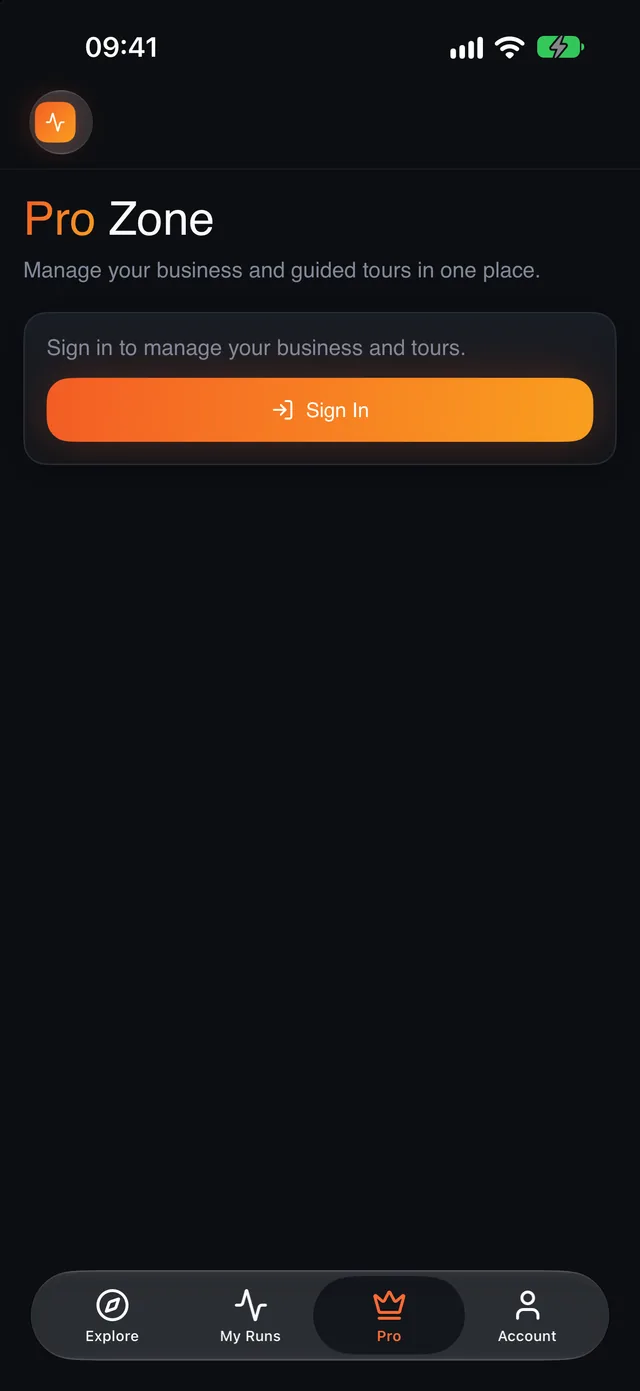 09:41
Pro Zone
Manage your business and guided tours in one place.
Sign in to manage your business and tours.
Sign In
Explore
My Runs
Pro
Account